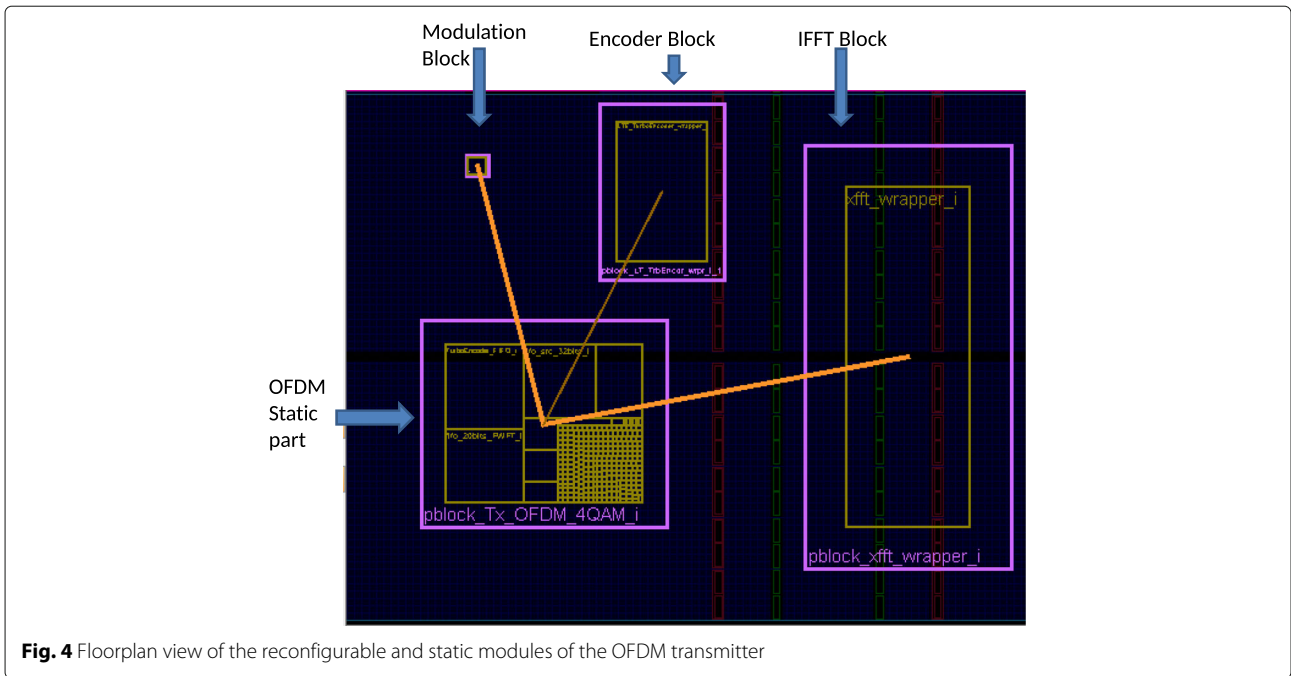 Modulation
Block
Encoder Block
IFFT Block
xfft_wrapper_i
OFDM
Static
part
pblock_Tx_OFDM_4QAM_i
pblock_xfft_wrapper_i
Fig. 4 Floorplan view of the reconfigurable and static modules of the OFDM transmitter